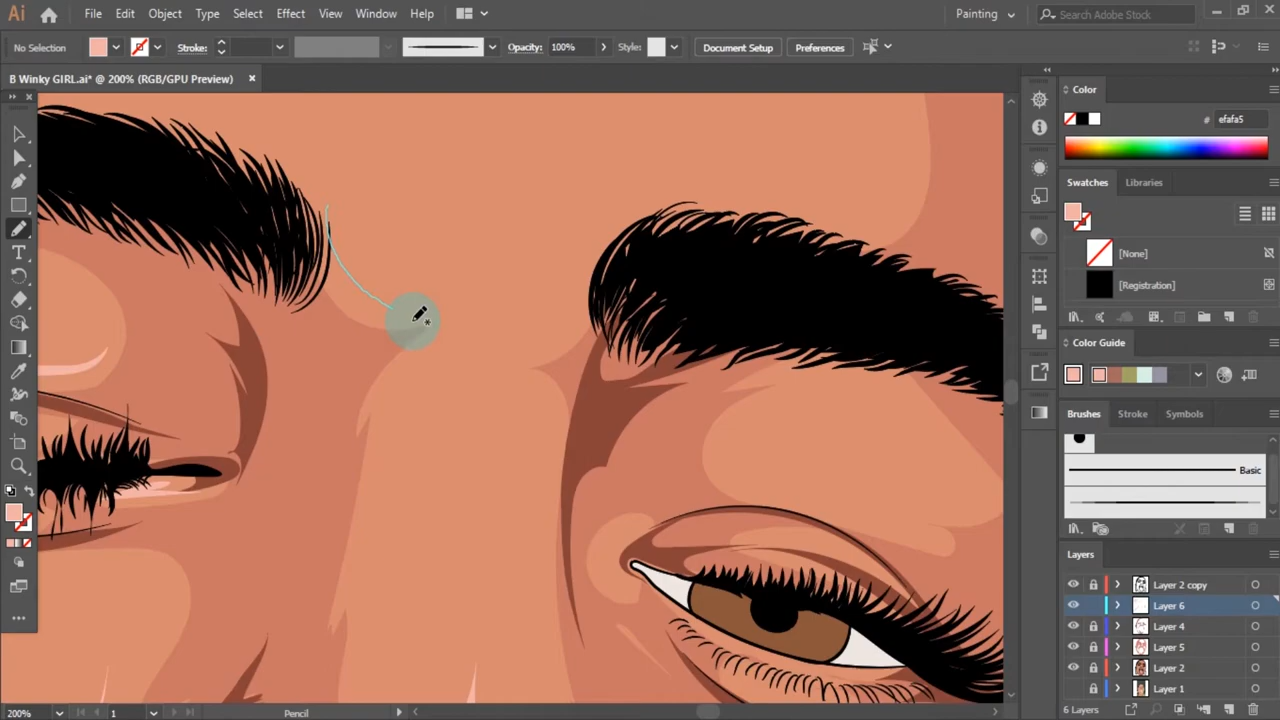 Ai File Edit Object Type Select Effect View Window Help Painting Search Adobe Stock
No Selection Stroke: Opacity: 100% Style: Document Setup Preferences
B Winky GIRL.ai* @ 200% (RGB/GPU Preview)
Color
# efafa5
Swatches Libraries
[None]
[Registration]
Color Guide
Brushes Stroke Symbols
Basic
Layers
Layer 2 copy
Layer 6
Layer 4
Layer 5
Layer 2
Layer 1
6 Layers
200% 1 Pencil